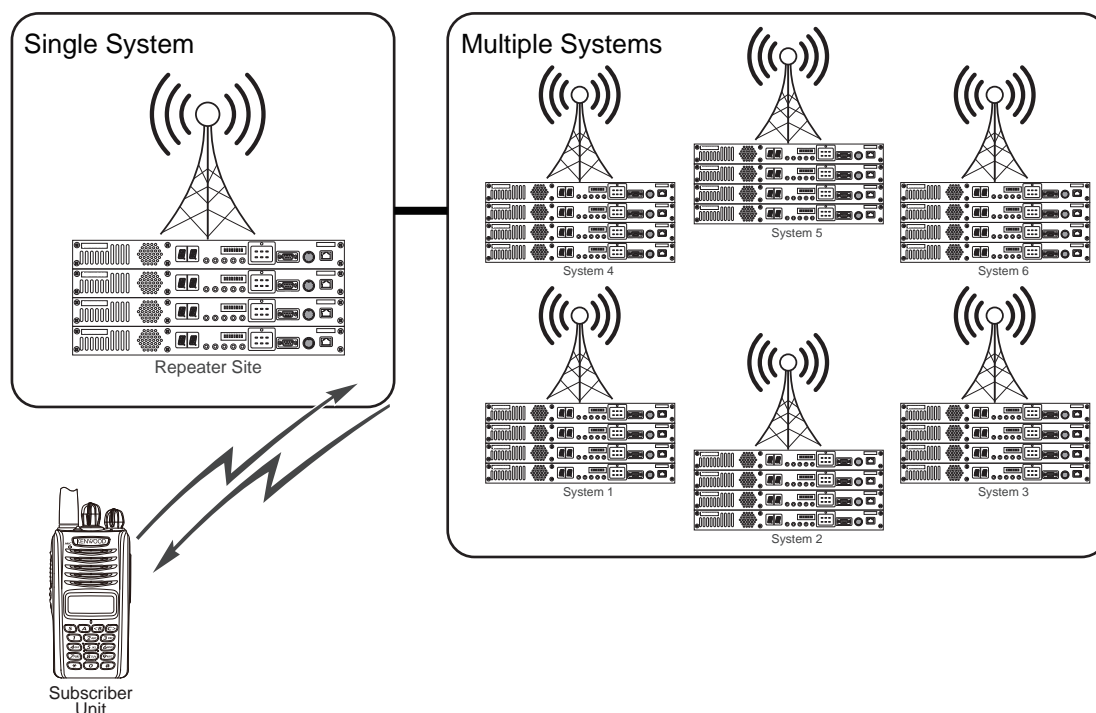 Single System
Multiple Systems
System 4
System 5
System 6
Repeater Site
System 1
System 2
System 3
KENWOOD
Subscriber
Unit